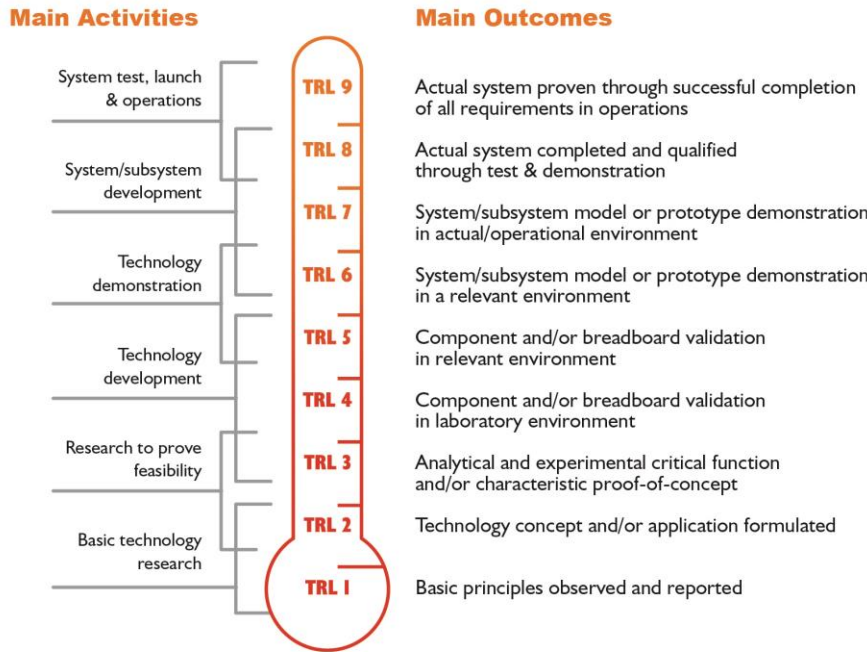 Main Activities
Main Outcomes
System test, launch
& operations
TRL 9
Actual system proven through successful completion
of all requirements in operations
TRL 8
Actual system completed and qualified
through test & demonstration
System/subsystem
development
TRL 7
System/subsystem model or prototype demonstration
in actual/operational environment
Technology
demonstration
TRL 6
System/subsystem model or prototype demonstration
in a relevant environment
TRL 5
Component and/or breadboard validation
in relevant environment
Technology
development
TRL 4
Component and/or breadboard validation
in laboratory environment
Research to prove
feasibility
TRL 3
Analytical and experimental critical function
and/or characteristic proof-of-concept
TRL 2
Technology concept and/or application formulated
Basic technology
research
TRL 1
Basic principles observed and reported